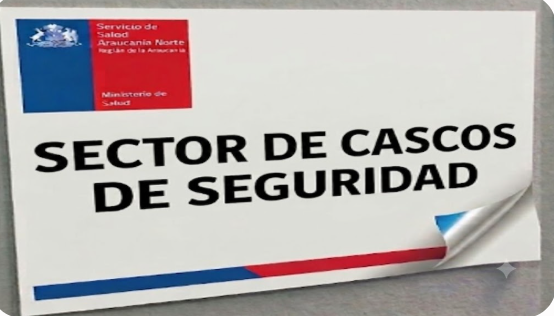 Servicio de
Salud
Araucanía Norte
Región de la Araucanía
Ministerio de
Salud
SECTOR DE CASCOS
DE SEGURIDAD